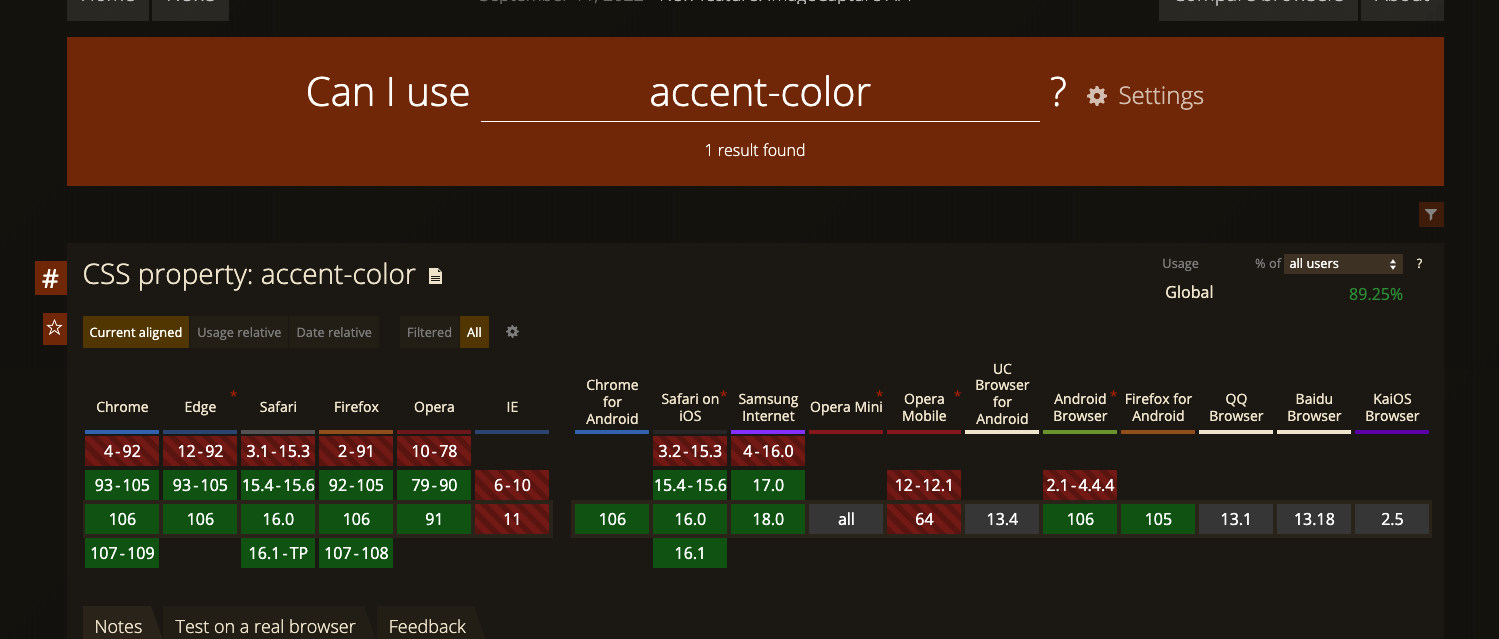 Can I use accent-color ? Settings
1 result found
# CSS property: accent-color
Usage % of all users ?
Global 89.25%
Current aligned Usage relative Date relative Filtered All
Chrome Edge * Safari Firefox Opera IE Chrome for Android Safari on iOS * Samsung Internet Opera Mini * Opera Mobile * UC Browser for Android Android Browser * Firefox for Android QQ Browser Baidu Browser KaiOS Browser
4-92 12-92 3.1-15.3 2-91 10-78 3.2-15.3 4-16.0
93-105 93-105 15.4-15.6 92-105 79-90 6-10 15.4-15.6 17.0 12-12.1 2.1-4.4.4
106 106 16.0 106 91 11 106 16.0 18.0 all 64 13.4 106 105 13.1 13.18 2.5
107-109 16.1-TP 107-108 16.1
Notes Test on a real browser Feedback